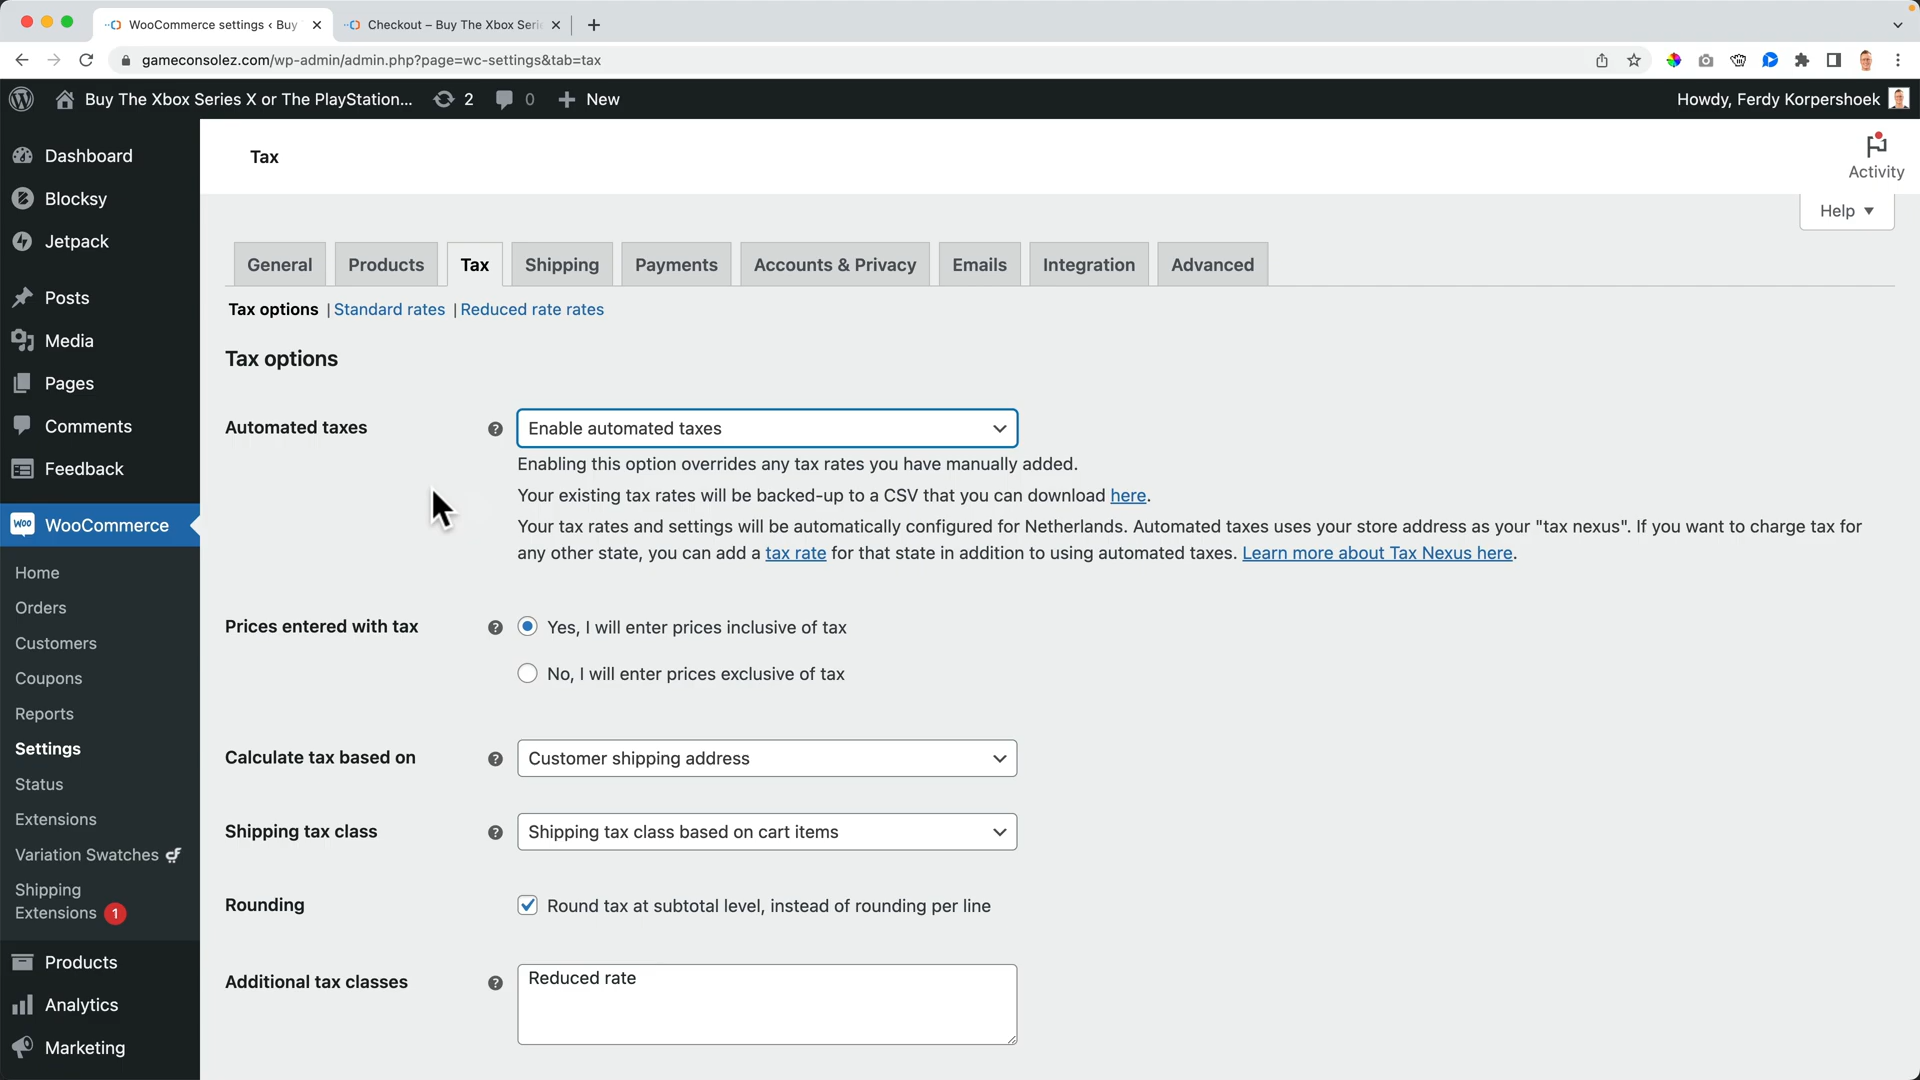 WooCommerce settings ‹ Buy
Checkout – Buy The Xbox Seri
gameconsolez.com/wp-admin/admin.php?page=wc-settings&tab=tax
Buy The Xbox Series X or The PlayStation...
2
0
New
Howdy, Ferdy Korpershoek
Dashboard
Blocksy
Jetpack
Posts
Media
Pages
Comments
Feedback
Woo
WooCommerce
Home
Orders
Customers
Coupons
Reports
Settings
Status
Extensions
Variation Swatches
Shipping
Extensions 1
Products
Analytics
Marketing
Tax
Activity
Help
General
Products
Tax
Shipping
Payments
Accounts & Privacy
Emails
Integration
Advanced
Tax options | Standard rates | Reduced rate rates
Tax options
Automated taxes
Enable automated taxes
Enabling this option overrides any tax rates you have manually added.
Your existing tax rates will be backed-up to a CSV that you can download here.
Your tax rates and settings will be automatically configured for Netherlands. Automated taxes uses your store address as your "tax nexus". If you want to charge tax for
any other state, you can add a tax rate for that state in addition to using automated taxes. Learn more about Tax Nexus here.
Prices entered with tax
Yes, I will enter prices inclusive of tax
No, I will enter prices exclusive of tax
Calculate tax based on
Customer shipping address
Shipping tax class
Shipping tax class based on cart items
Rounding
Round tax at subtotal level, instead of rounding per line
Additional tax classes
Reduced rate